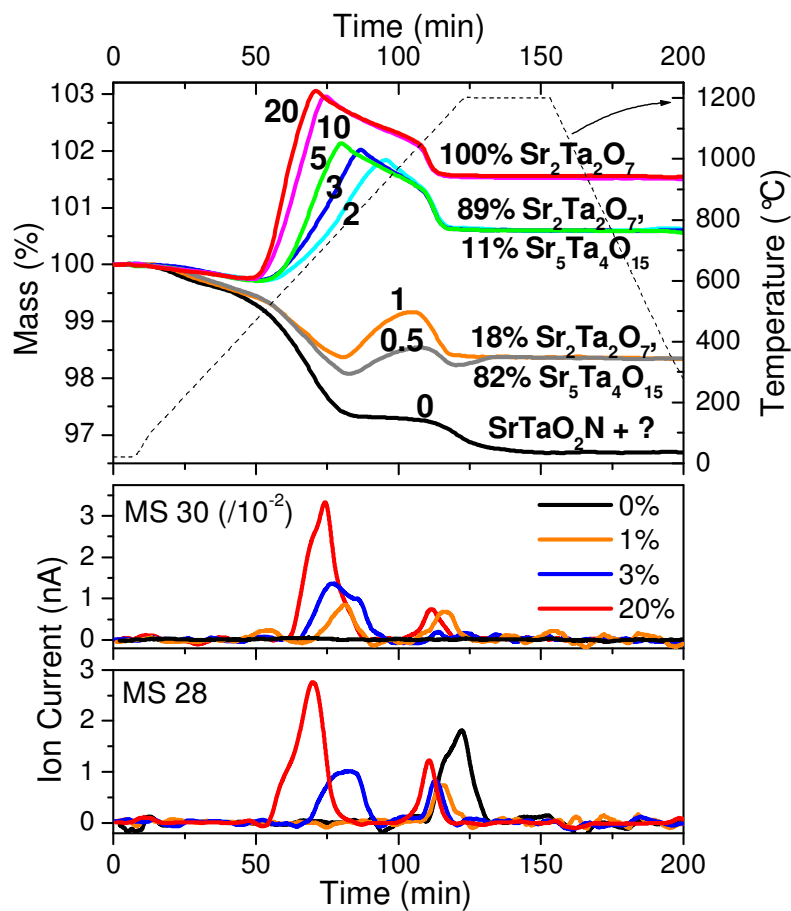 Time (min)
0 50 100 150 200
103
102
101
100
99
98
97
Mass (%)
1200
1000
800
600
400
200
0
Temperature (°C)
20
10
5
3
2
1
0.5
0
100% Sr2Ta2O7
89% Sr2Ta2O7,
11% Sr5Ta4O15
18% Sr2Ta2O7,
82% Sr5Ta4O15
SrTaO2N + ?
MS 30 (/10-2)
3
2
1
0
0%
1%
3%
20%
Ion Current (nA)
MS 28
3
2
1
0
0 50 100 150 200
Time (min)